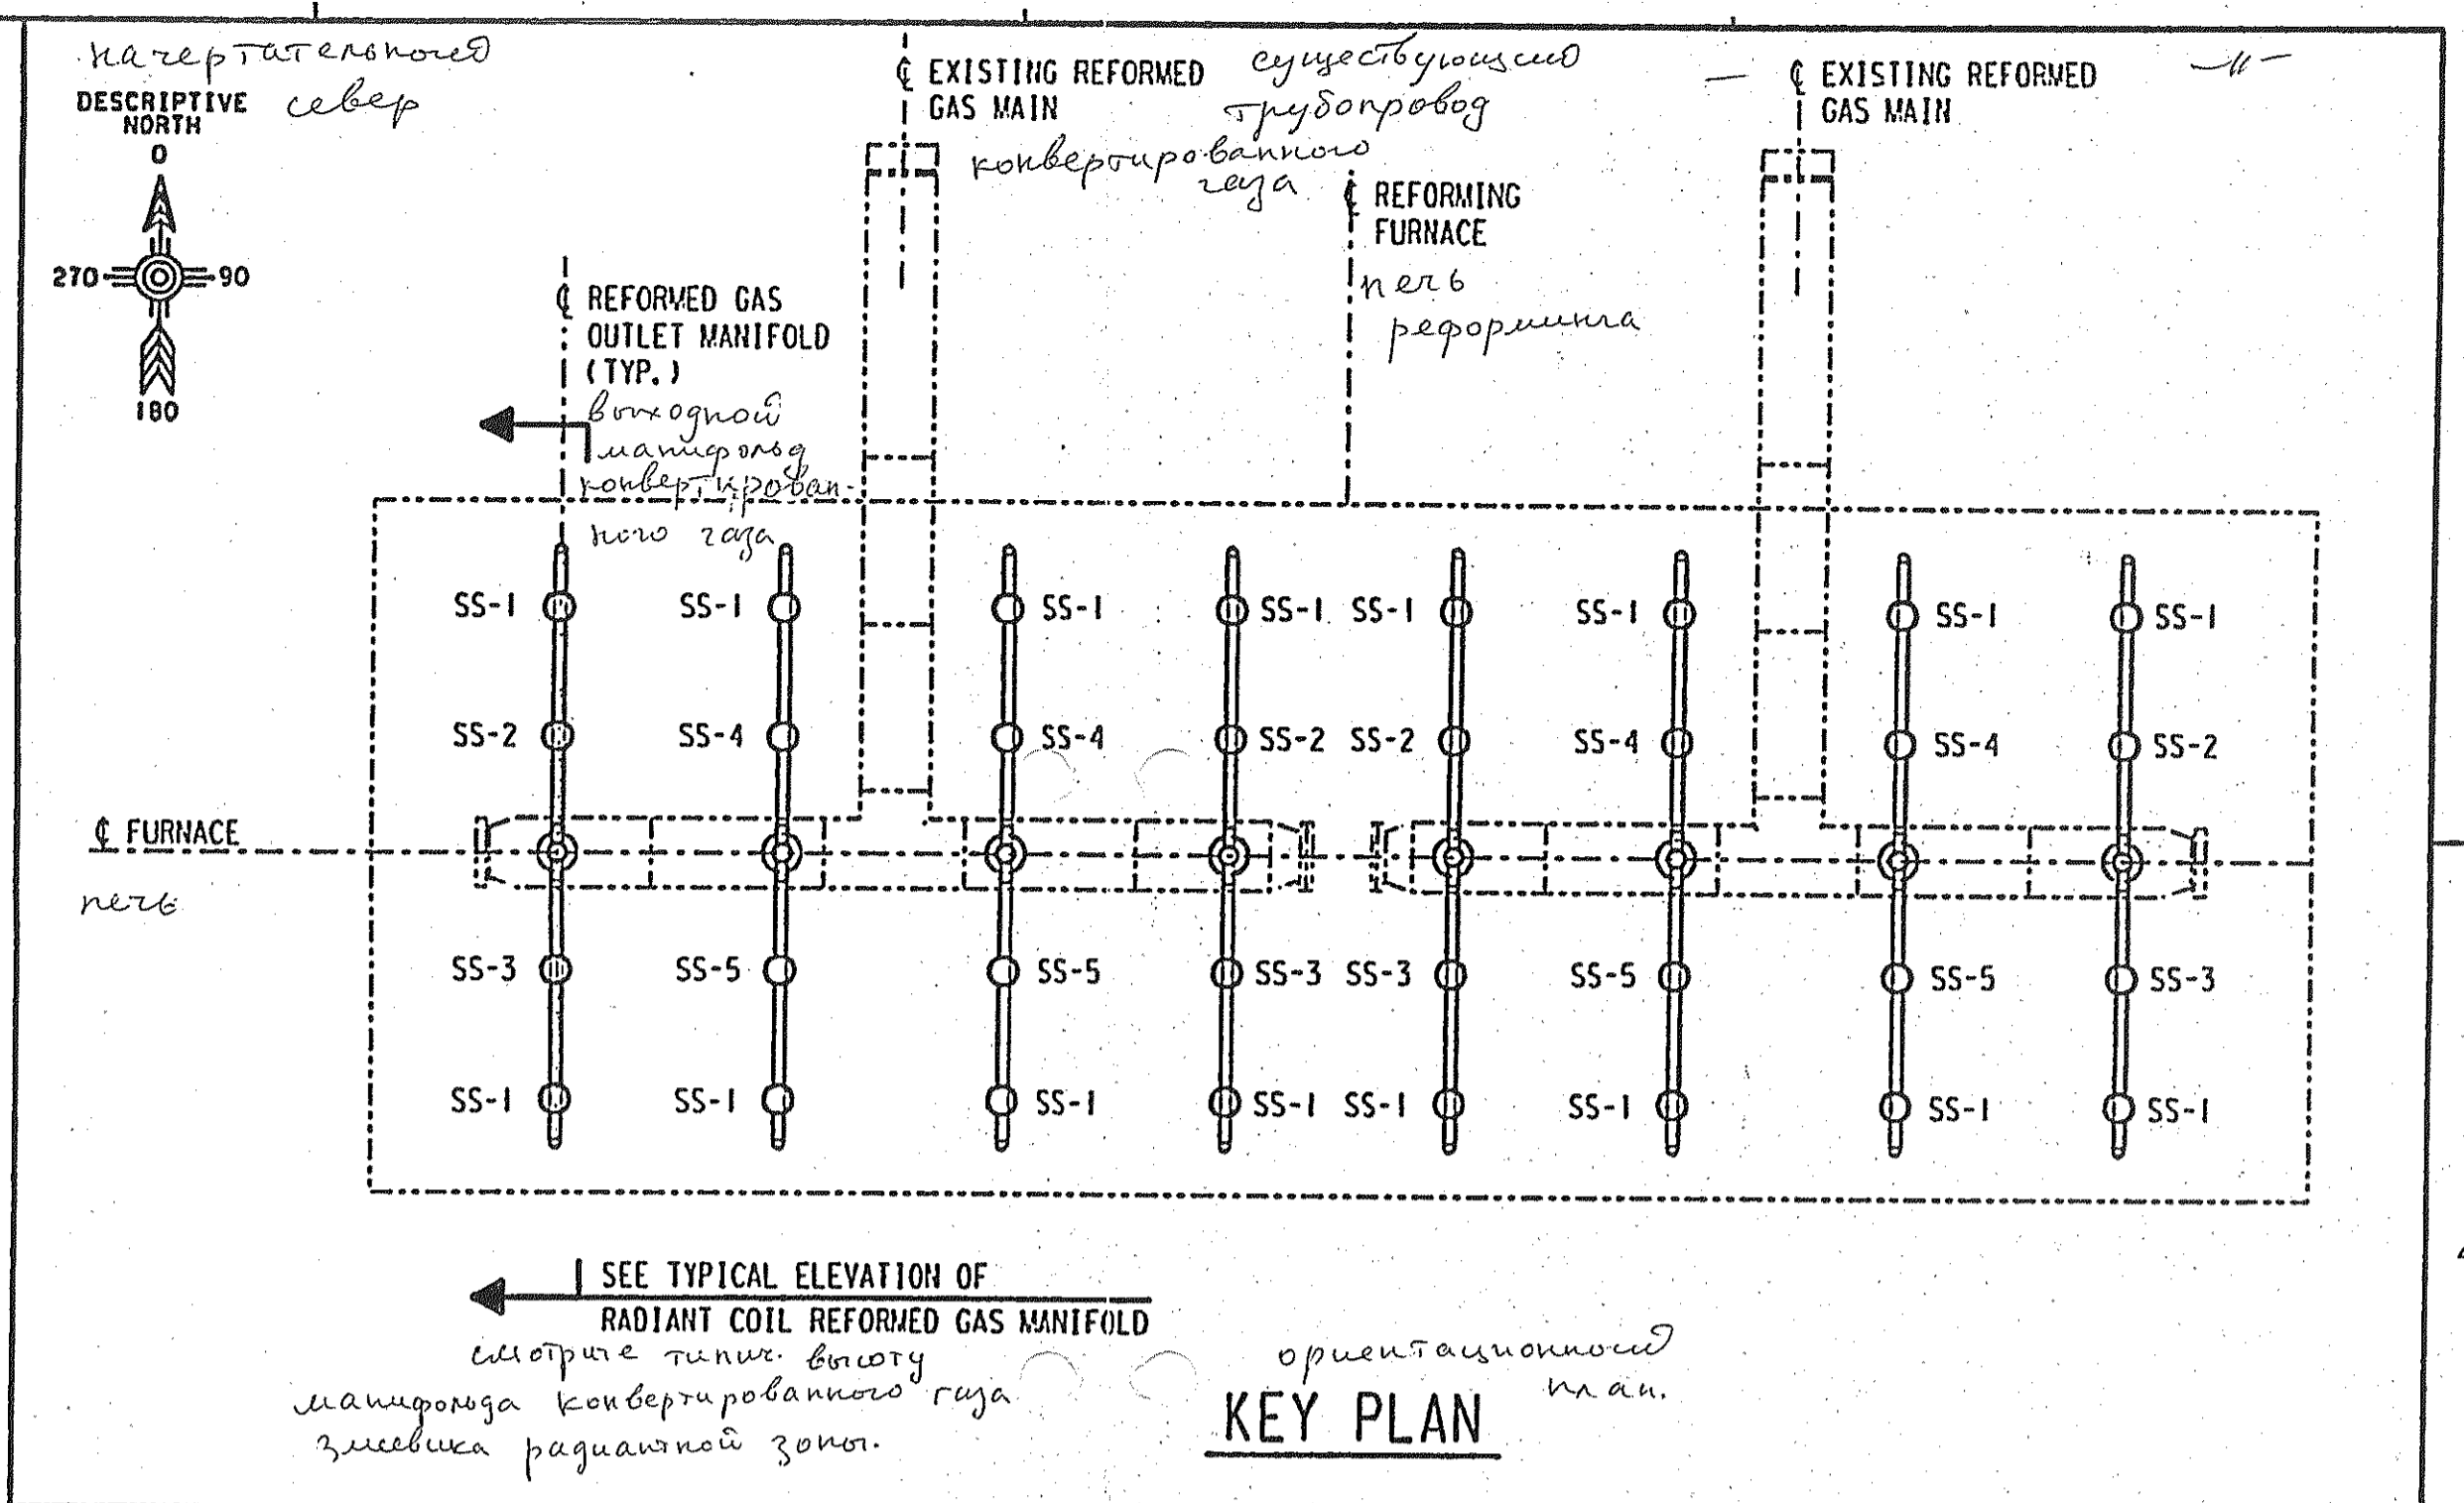 начертательный
DESCRIPTIVE
NORTH
север
0
270
90
180
℄ EXISTING REFORMED
GAS MAIN
существующий
трубопровод
конвертированного
газа
℄ EXISTING REFORMED
GAS MAIN
— " —
℄ REFORMING
FURNACE
печь
реформинга
℄ REFORMED GAS
OUTLET MANIFOLD
(TYP.)
выходной
манифольд
конвертирован-
ного газа
SS-1 SS-1 SS-1 SS-1 SS-1 SS-1 SS-1 SS-1
SS-2 SS-4 SS-4 SS-2 SS-2 SS-4 SS-4 SS-2
℄ FURNACE
печь
SS-3 SS-5 SS-5 SS-3 SS-3 SS-5 SS-5 SS-3
SS-1 SS-1 SS-1 SS-1 SS-1 SS-1 SS-1 SS-1
SEE TYPICAL ELEVATION OF
RADIANT COIL REFORMED GAS MANIFOLD
смотрите типич. высоту
манифольда конвертированного газа
змеевика радиантной зоны.
ориентационный
план.
KEY PLAN